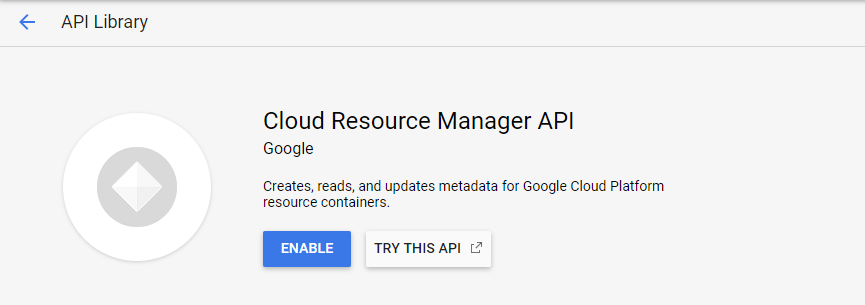 API Library
Cloud Resource Manager API
Google
Creates, reads, and updates metadata for Google Cloud Platform
resource containers.
ENABLE
TRY THIS API